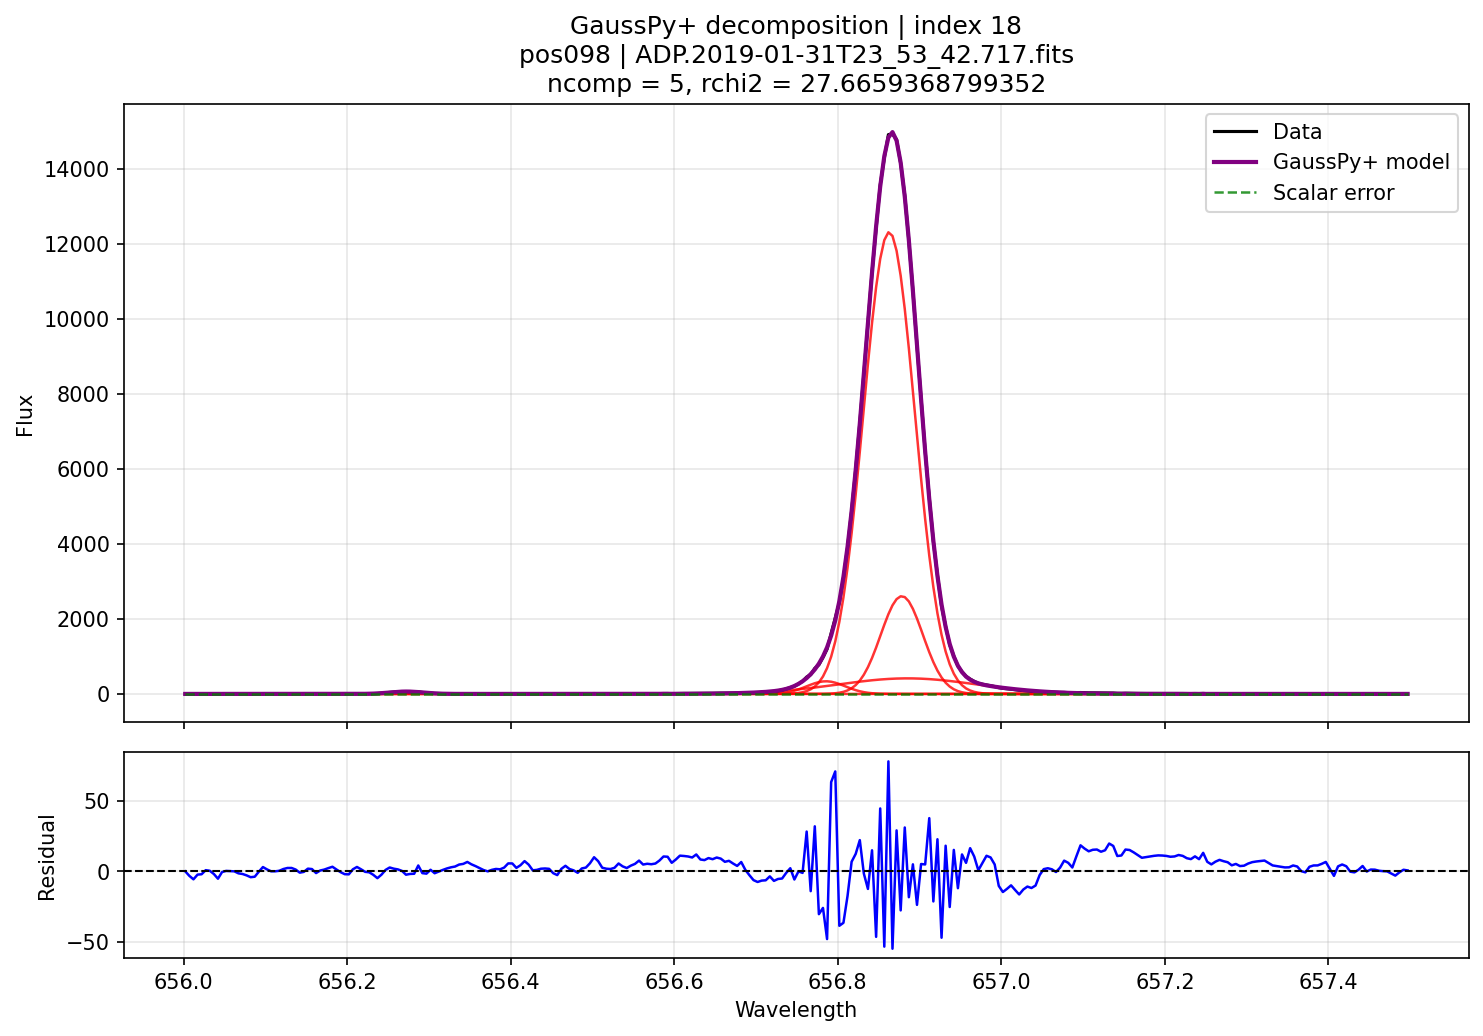 GaussPy+ decomposition | index 18
pos098 | ADP.2019-01-31T23_53_42.717.fits
ncomp = 5, rchi2 = 27.6659368799352
Data
GaussPy+ model
Scalar error
Flux
14000
12000
10000
8000
6000
4000
2000
0
Residual
50
0
−50
656.0
656.2
656.4
656.6
656.8
657.0
657.2
657.4
Wavelength